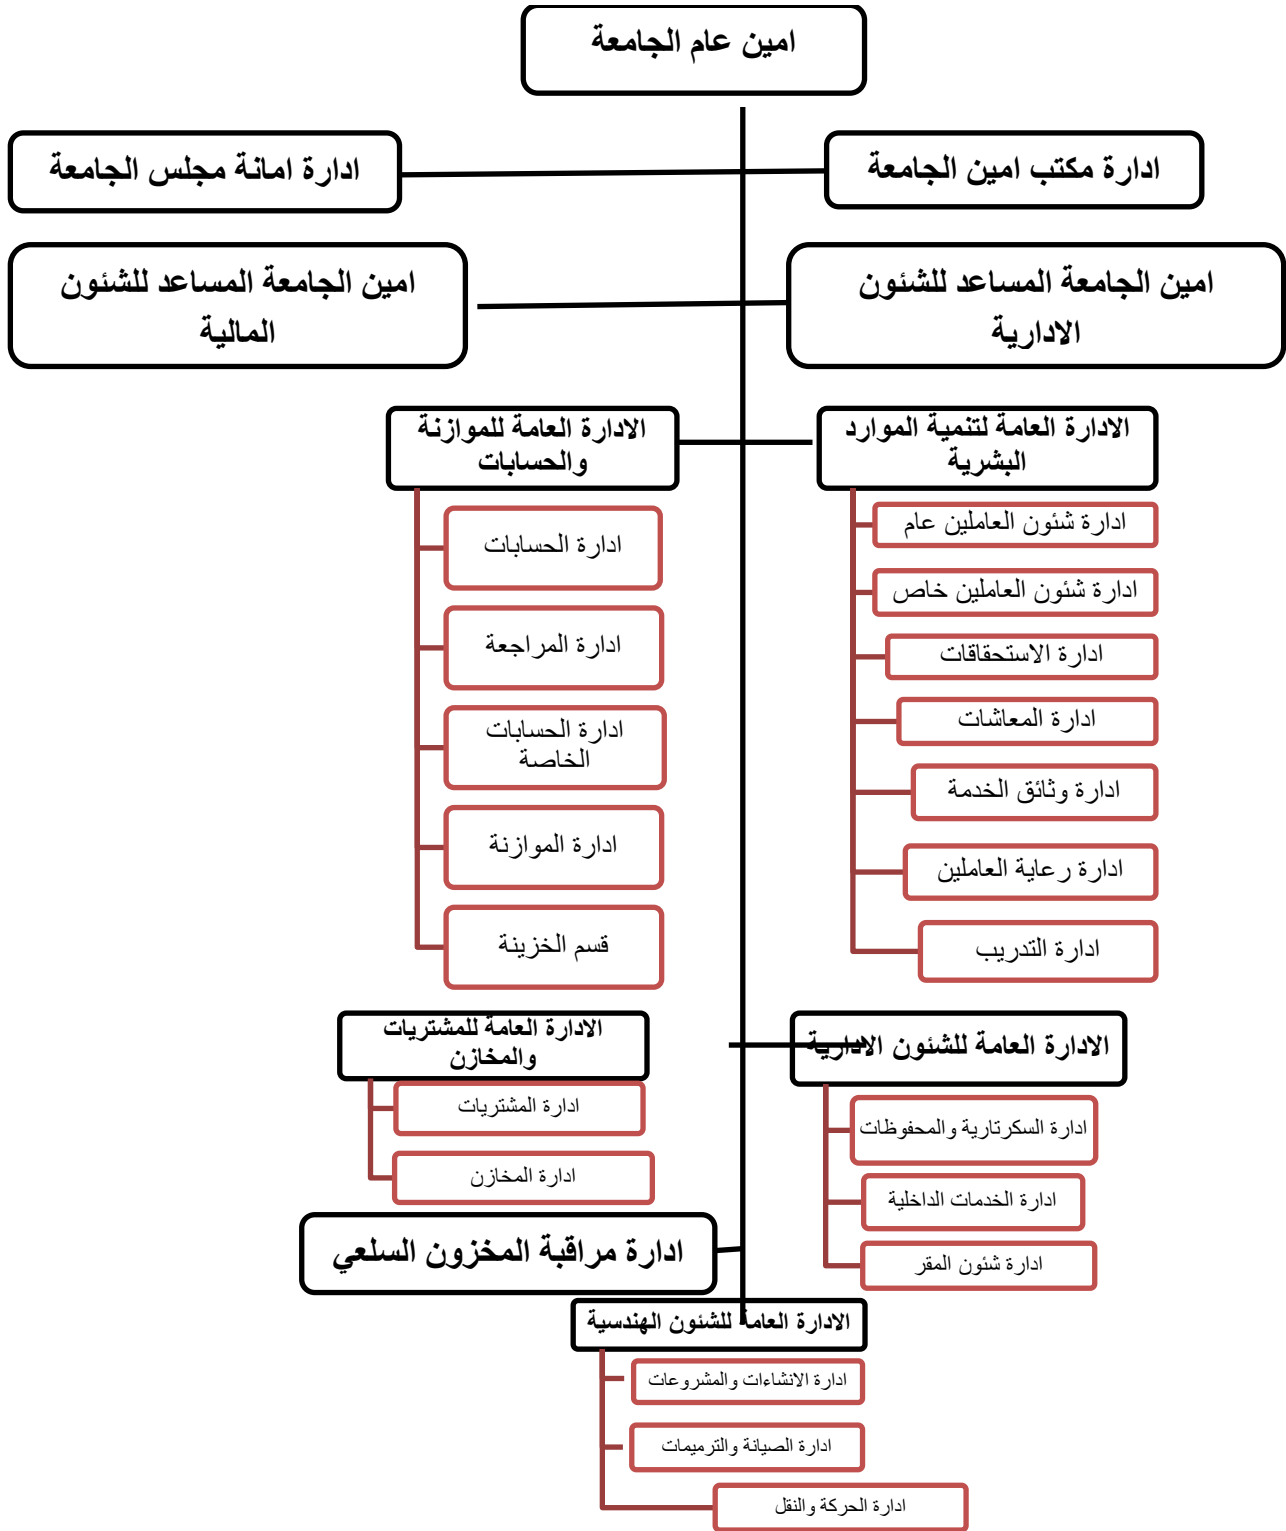 امين عام الجامعة
ادارة مكتب امين الجامعة
ادارة امانة مجلس الجامعة
امين الجامعة المساعد للشئون
الادارية
امين الجامعة المساعد للشئون
المالية
الادارة العامة لتنمية الموارد
البشرية
ادارة شئون العاملين عام
ادارة شئون العاملين خاص
ادارة الاستحقاقات
ادارة المعاشات
ادارة وثائق الخدمة
ادارة رعاية العاملين
ادارة التدريب
الادارة العامة للموازنة
والحسابات
ادارة الحسابات
ادارة المراجعة
ادارة الحسابات
الخاصة
ادارة الموازنة
قسم الخزينة
الادارة العامة للشئون الادارية
ادارة السكرتارية والمحفوظات
ادارة الخدمات الداخلية
ادارة شئون المقر
الادارة العامة للمشتريات
والمخازن
ادارة المشتريات
ادارة المخازن
ادارة مراقبة المخزون السلعي
الادارة العامة للشئون الهندسية
ادارة الانشاءات والمشروعات
ادارة الصيانة والترميمات
ادارة الحركة والنقل